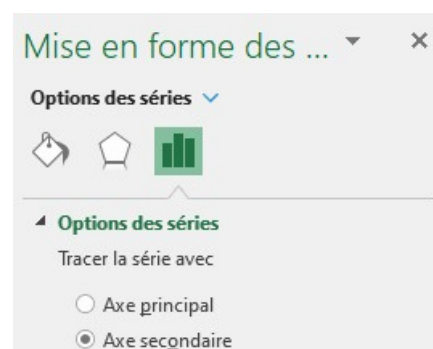 Mise en forme des ...
Options des séries
Options des séries
Tracer la série avec
Axe principal
Axe secondaire